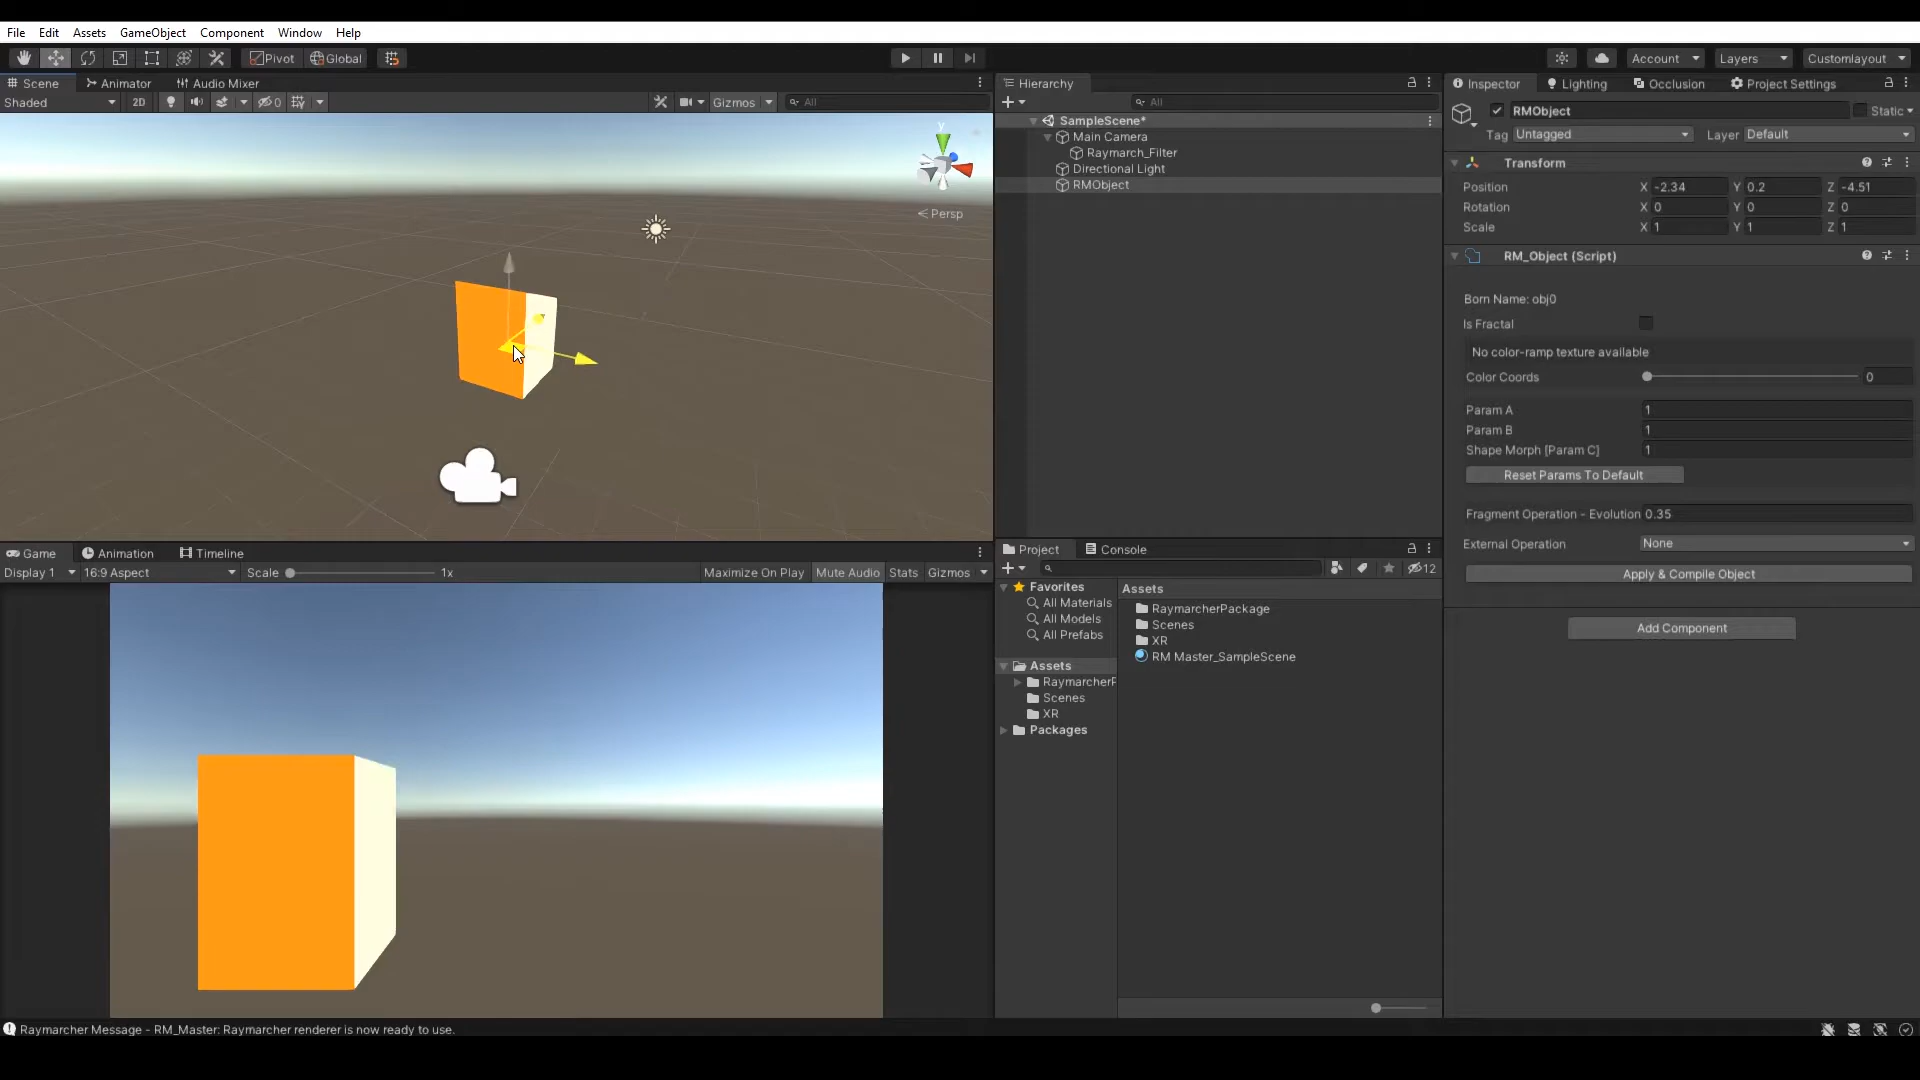 File Edit Assets GameObject Component Window Help
Pivot Global Account Layers Customlayout
Scene Animator Audio Mixer
Shaded 2D 0 Gizmos All
y
Persp
Hierarchy
All
SampleScene*
Main Camera
Raymarch_Filter
Directional Light
RMObject
Inspector Lighting Occlusion Project Settings
RMObject Static
Tag Untagged Layer Default
Transform
Position X -2.34 Y 0.2 Z -4.51
Rotation X 0 Y 0 Z 0
Scale X 1 Y 1 Z 1
RM_Object (Script)
Born Name: obj0
Is Fractal
No color-ramp texture available
Color Coords 0
Param A 1
Param B 1
Shape Morph [Param C] 1
Reset Params To Default
Fragment Operation - Evolution 0.35
External Operation None
Apply & Compile Object
Add Component
Game Animation Timeline
Display 1 16:9 Aspect Scale 1x Maximize On Play Mute Audio Stats Gizmos
Project Console
12
Favorites
All Materials
All Models
All Prefabs
Assets
RaymarcherP
Scenes
XR
Packages
Assets
RaymarcherPackage
Scenes
XR
RM Master_SampleScene
Raymarcher Message - RM_Master: Raymarcher renderer is now ready to use.